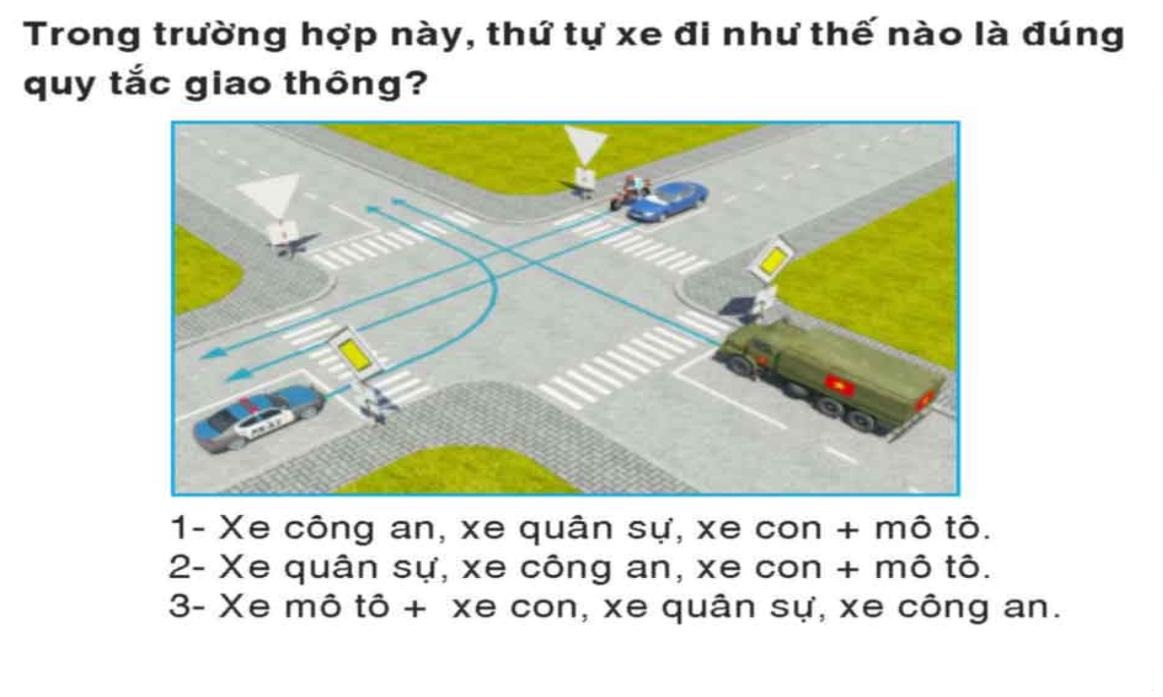 Trong trường hợp này, thứ tự xe đi như thế nào là đúng
quy tắc giao thông?
1- Xe công an, xe quân sự, xe con + mô tô.
2- Xe quân sự, xe công an, xe con + mô tô.
3- Xe mô tô + xe con, xe quân sự, xe công an.